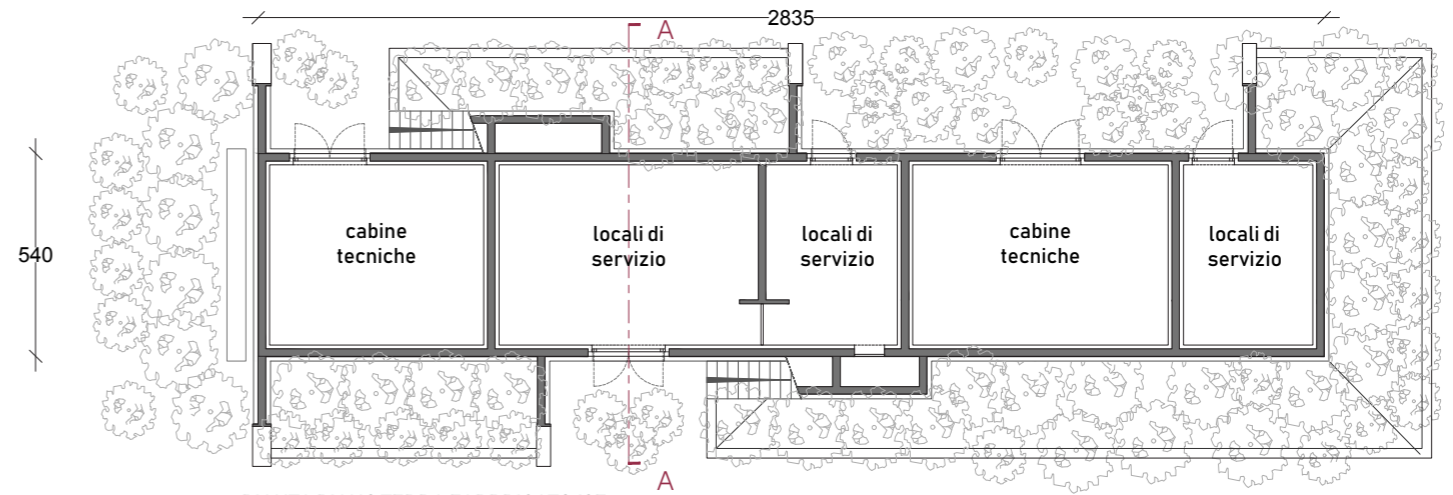 2835
A
540
cabine
tecniche
locali di
servizio
locali di
servizio
cabine
tecniche
locali di
servizio
A